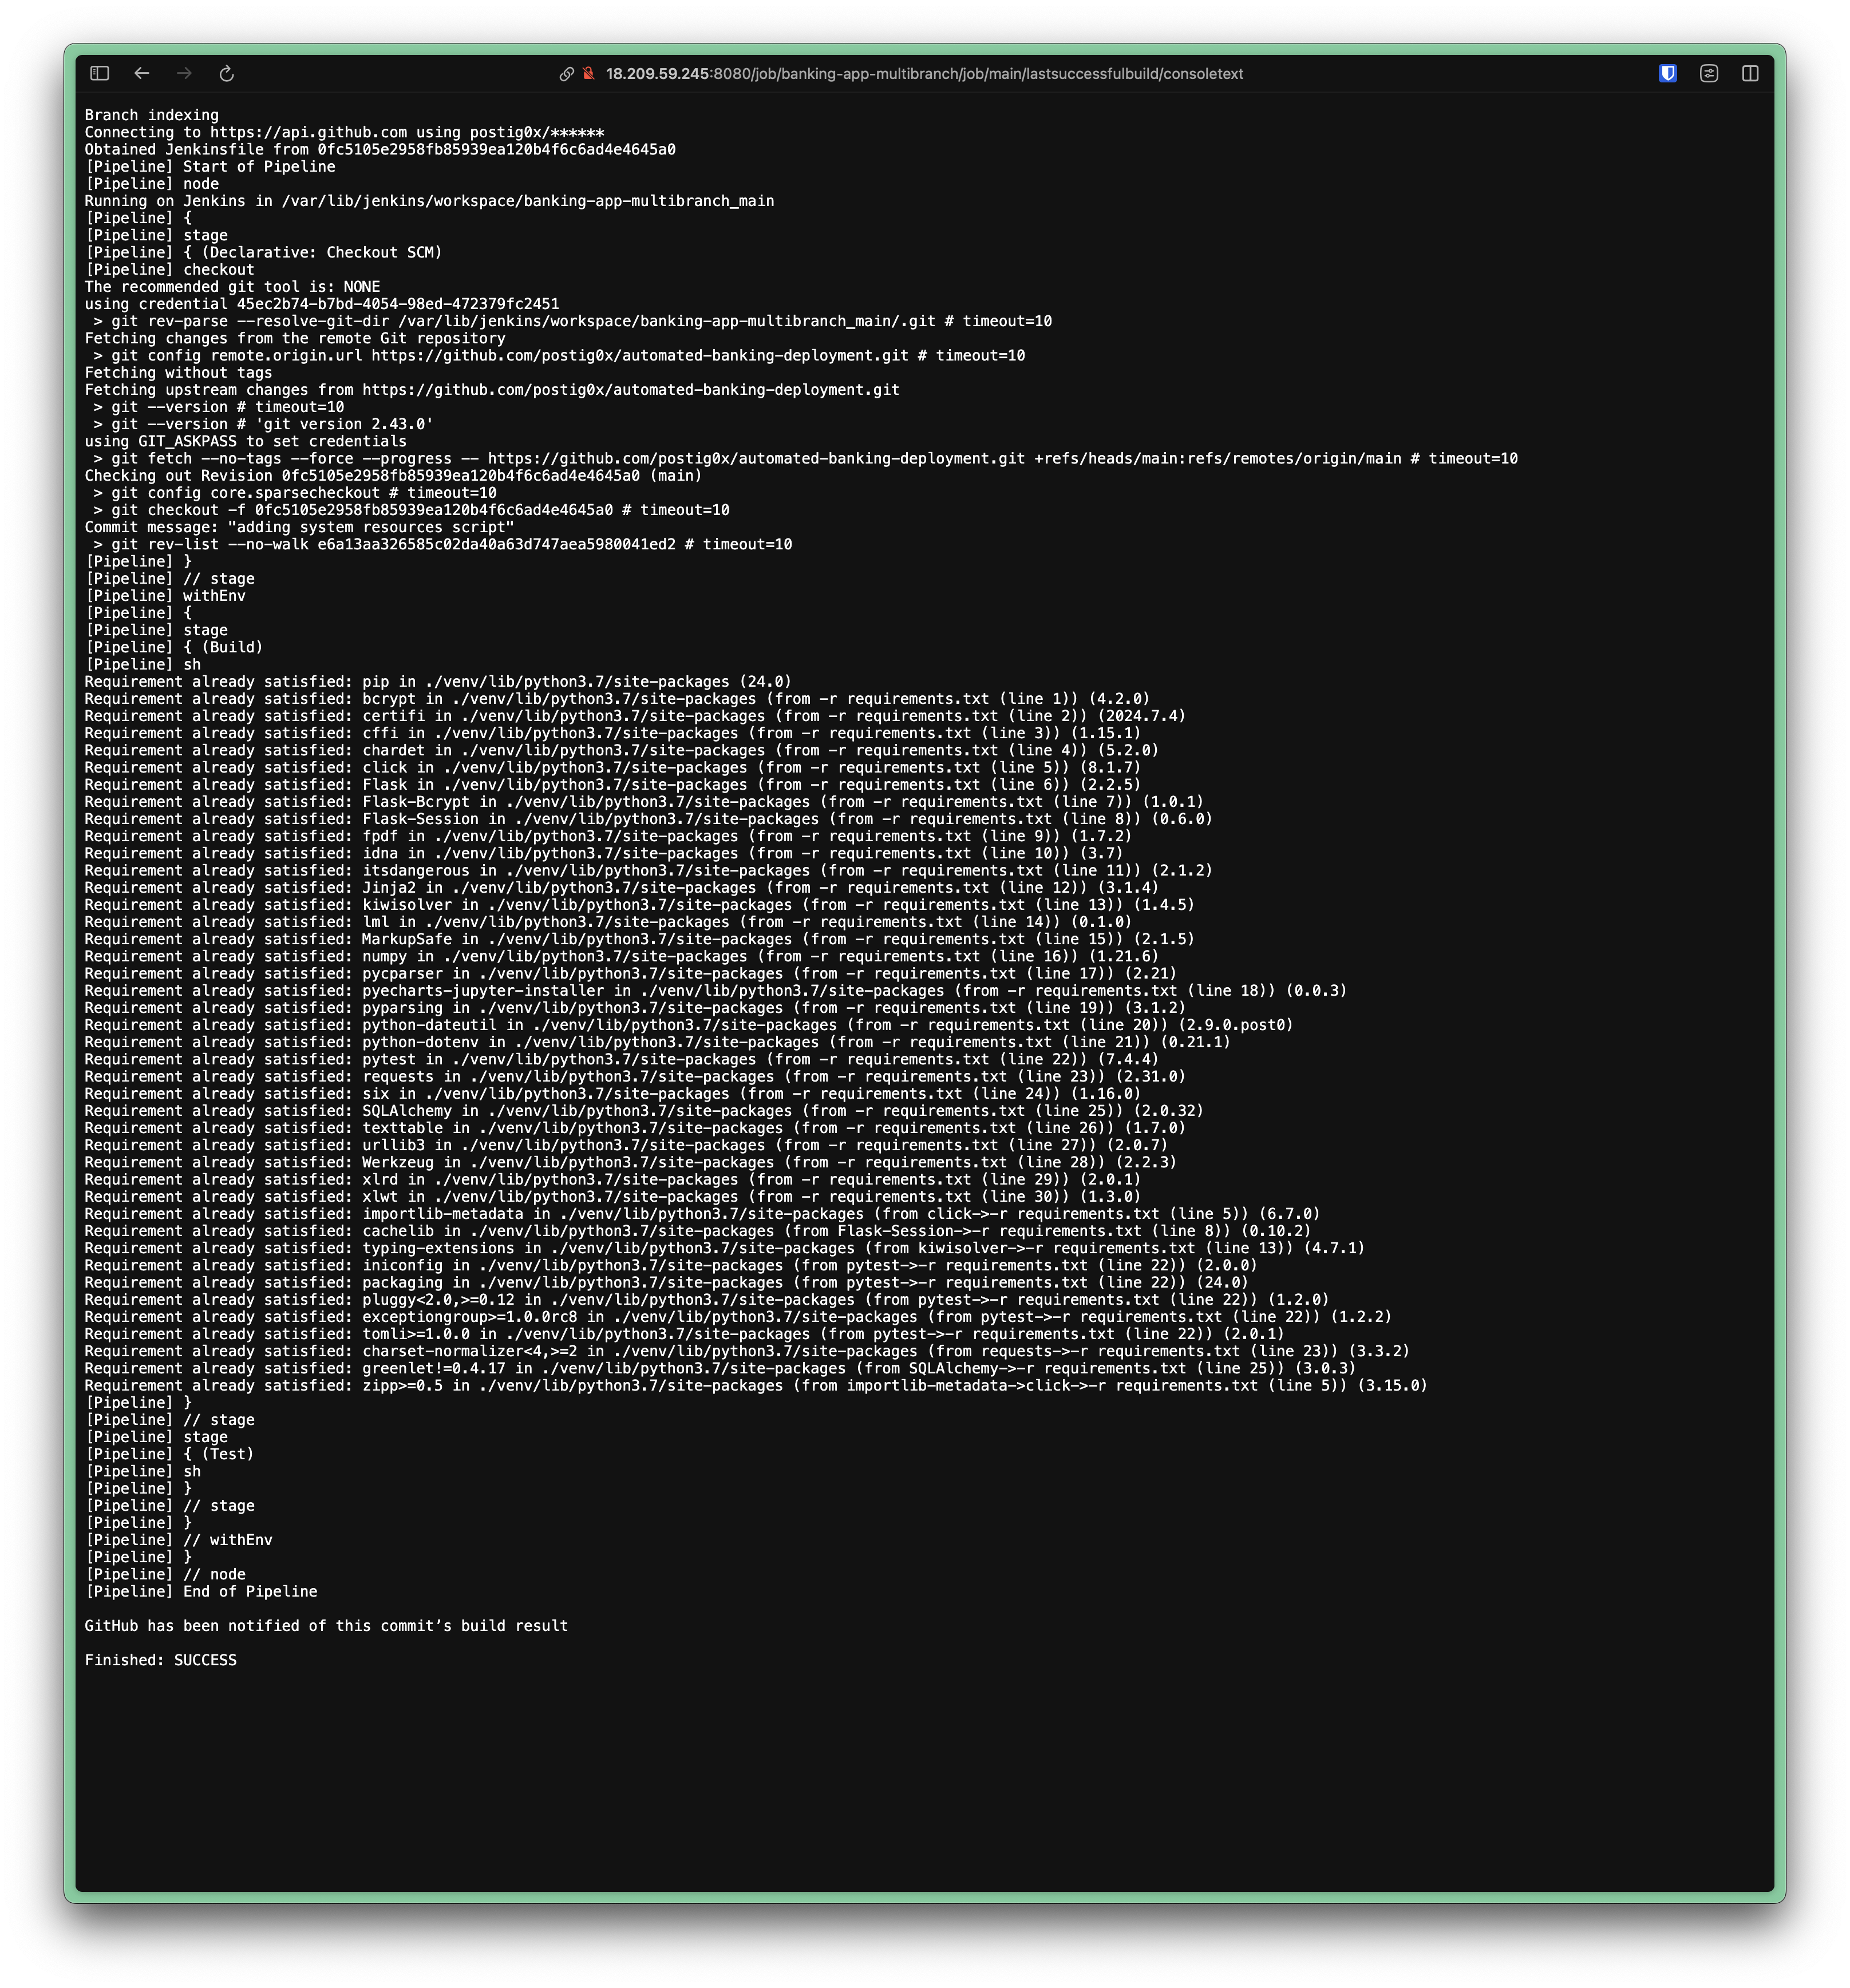 18.209.59.245:8080/job/banking-app-multibranch/job/main/lastsuccessfulbuild/consoletext
Branch indexing
Connecting to https://api.github.com using postig0x/******
Obtained Jenkinsfile from 0fc5105e2958fb85939ea120b4f6c6ad4e4645a0
[Pipeline] Start of Pipeline
[Pipeline] node
Running on Jenkins in /var/lib/jenkins/workspace/banking-app-multibranch_main
[Pipeline] {
[Pipeline] stage
[Pipeline] { (Declarative: Checkout SCM)
[Pipeline] checkout
The recommended git tool is: NONE
using credential 45ec2b74-b7bd-4054-98ed-472379fc2451
 > git rev-parse --resolve-git-dir /var/lib/jenkins/workspace/banking-app-multibranch_main/.git # timeout=10
Fetching changes from the remote Git repository
 > git config remote.origin.url https://github.com/postig0x/automated-banking-deployment.git # timeout=10
Fetching without tags
Fetching upstream changes from https://github.com/postig0x/automated-banking-deployment.git
 > git --version # timeout=10
 > git --version # 'git version 2.43.0'
using GIT_ASKPASS to set credentials
 > git fetch --no-tags --force --progress -- https://github.com/postig0x/automated-banking-deployment.git +refs/heads/main:refs/remotes/origin/main # timeout=10
Checking out Revision 0fc5105e2958fb85939ea120b4f6c6ad4e4645a0 (main)
 > git config core.sparsecheckout # timeout=10
 > git checkout -f 0fc5105e2958fb85939ea120b4f6c6ad4e4645a0 # timeout=10
Commit message: "adding system resources script"
 > git rev-list --no-walk e6a13aa326585c02da40a63d747aea5980041ed2 # timeout=10
[Pipeline] }
[Pipeline] // stage
[Pipeline] withEnv
[Pipeline] {
[Pipeline] stage
[Pipeline] { (Build)
[Pipeline] sh
Requirement already satisfied: pip in ./venv/lib/python3.7/site-packages (24.0)
Requirement already satisfied: bcrypt in ./venv/lib/python3.7/site-packages (from -r requirements.txt (line 1)) (4.2.0)
Requirement already satisfied: certifi in ./venv/lib/python3.7/site-packages (from -r requirements.txt (line 2)) (2024.7.4)
Requirement already satisfied: cffi in ./venv/lib/python3.7/site-packages (from -r requirements.txt (line 3)) (1.15.1)
Requirement already satisfied: chardet in ./venv/lib/python3.7/site-packages (from -r requirements.txt (line 4)) (5.2.0)
Requirement already satisfied: click in ./venv/lib/python3.7/site-packages (from -r requirements.txt (line 5)) (8.1.7)
Requirement already satisfied: Flask in ./venv/lib/python3.7/site-packages (from -r requirements.txt (line 6)) (2.2.5)
Requirement already satisfied: Flask-Bcrypt in ./venv/lib/python3.7/site-packages (from -r requirements.txt (line 7)) (1.0.1)
Requirement already satisfied: Flask-Session in ./venv/lib/python3.7/site-packages (from -r requirements.txt (line 8)) (0.6.0)
Requirement already satisfied: fpdf in ./venv/lib/python3.7/site-packages (from -r requirements.txt (line 9)) (1.7.2)
Requirement already satisfied: idna in ./venv/lib/python3.7/site-packages (from -r requirements.txt (line 10)) (3.7)
Requirement already satisfied: itsdangerous in ./venv/lib/python3.7/site-packages (from -r requirements.txt (line 11)) (2.1.2)
Requirement already satisfied: Jinja2 in ./venv/lib/python3.7/site-packages (from -r requirements.txt (line 12)) (3.1.4)
Requirement already satisfied: kiwisolver in ./venv/lib/python3.7/site-packages (from -r requirements.txt (line 13)) (1.4.5)
Requirement already satisfied: lml in ./venv/lib/python3.7/site-packages (from -r requirements.txt (line 14)) (0.1.0)
Requirement already satisfied: MarkupSafe in ./venv/lib/python3.7/site-packages (from -r requirements.txt (line 15)) (2.1.5)
Requirement already satisfied: numpy in ./venv/lib/python3.7/site-packages (from -r requirements.txt (line 16)) (1.21.6)
Requirement already satisfied: pycparser in ./venv/lib/python3.7/site-packages (from -r requirements.txt (line 17)) (2.21)
Requirement already satisfied: pyecharts-jupyter-installer in ./venv/lib/python3.7/site-packages (from -r requirements.txt (line 18)) (0.0.3)
Requirement already satisfied: pyparsing in ./venv/lib/python3.7/site-packages (from -r requirements.txt (line 19)) (3.1.2)
Requirement already satisfied: python-dateutil in ./venv/lib/python3.7/site-packages (from -r requirements.txt (line 20)) (2.9.0.post0)
Requirement already satisfied: python-dotenv in ./venv/lib/python3.7/site-packages (from -r requirements.txt (line 21)) (0.21.1)
Requirement already satisfied: pytest in ./venv/lib/python3.7/site-packages (from -r requirements.txt (line 22)) (7.4.4)
Requirement already satisfied: requests in ./venv/lib/python3.7/site-packages (from -r requirements.txt (line 23)) (2.31.0)
Requirement already satisfied: six in ./venv/lib/python3.7/site-packages (from -r requirements.txt (line 24)) (1.16.0)
Requirement already satisfied: SQLAlchemy in ./venv/lib/python3.7/site-packages (from -r requirements.txt (line 25)) (2.0.32)
Requirement already satisfied: texttable in ./venv/lib/python3.7/site-packages (from -r requirements.txt (line 26)) (1.7.0)
Requirement already satisfied: urllib3 in ./venv/lib/python3.7/site-packages (from -r requirements.txt (line 27)) (2.0.7)
Requirement already satisfied: Werkzeug in ./venv/lib/python3.7/site-packages (from -r requirements.txt (line 28)) (2.2.3)
Requirement already satisfied: xlrd in ./venv/lib/python3.7/site-packages (from -r requirements.txt (line 29)) (2.0.1)
Requirement already satisfied: xlwt in ./venv/lib/python3.7/site-packages (from -r requirements.txt (line 30)) (1.3.0)
Requirement already satisfied: importlib-metadata in ./venv/lib/python3.7/site-packages (from click->-r requirements.txt (line 5)) (6.7.0)
Requirement already satisfied: cachelib in ./venv/lib/python3.7/site-packages (from Flask-Session->-r requirements.txt (line 8)) (0.10.2)
Requirement already satisfied: typing-extensions in ./venv/lib/python3.7/site-packages (from kiwisolver->-r requirements.txt (line 13)) (4.7.1)
Requirement already satisfied: iniconfig in ./venv/lib/python3.7/site-packages (from pytest->-r requirements.txt (line 22)) (2.0.0)
Requirement already satisfied: packaging in ./venv/lib/python3.7/site-packages (from pytest->-r requirements.txt (line 22)) (24.0)
Requirement already satisfied: pluggy<2.0,>=0.12 in ./venv/lib/python3.7/site-packages (from pytest->-r requirements.txt (line 22)) (1.2.0)
Requirement already satisfied: exceptiongroup>=1.0.0rc8 in ./venv/lib/python3.7/site-packages (from pytest->-r requirements.txt (line 22)) (1.2.2)
Requirement already satisfied: tomli>=1.0.0 in ./venv/lib/python3.7/site-packages (from pytest->-r requirements.txt (line 22)) (2.0.1)
Requirement already satisfied: charset-normalizer<4,>=2 in ./venv/lib/python3.7/site-packages (from requests->-r requirements.txt (line 23)) (3.3.2)
Requirement already satisfied: greenlet!=0.4.17 in ./venv/lib/python3.7/site-packages (from SQLAlchemy->-r requirements.txt (line 25)) (3.0.3)
Requirement already satisfied: zipp>=0.5 in ./venv/lib/python3.7/site-packages (from importlib-metadata->click->-r requirements.txt (line 5)) (3.15.0)
[Pipeline] }
[Pipeline] // stage
[Pipeline] stage
[Pipeline] { (Test)
[Pipeline] sh
[Pipeline] }
[Pipeline] // stage
[Pipeline] }
[Pipeline] // withEnv
[Pipeline] }
[Pipeline] // node
[Pipeline] End of Pipeline

GitHub has been notified of this commit’s build result

Finished: SUCCESS